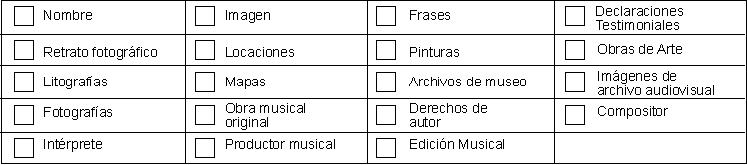 Nombre
Imagen
Frases
Declaraciones
Testimoniales
Retrato fotográfico
Locaciones
Pinturas
Obras de Arte
Litografías
Mapas
Archivos de museo
Imágenes de
archivo audiovisual
Fotografías
Obra musical
original
Derechos de
autor
Compositor
Intérprete
Productor musical
Edición Musical